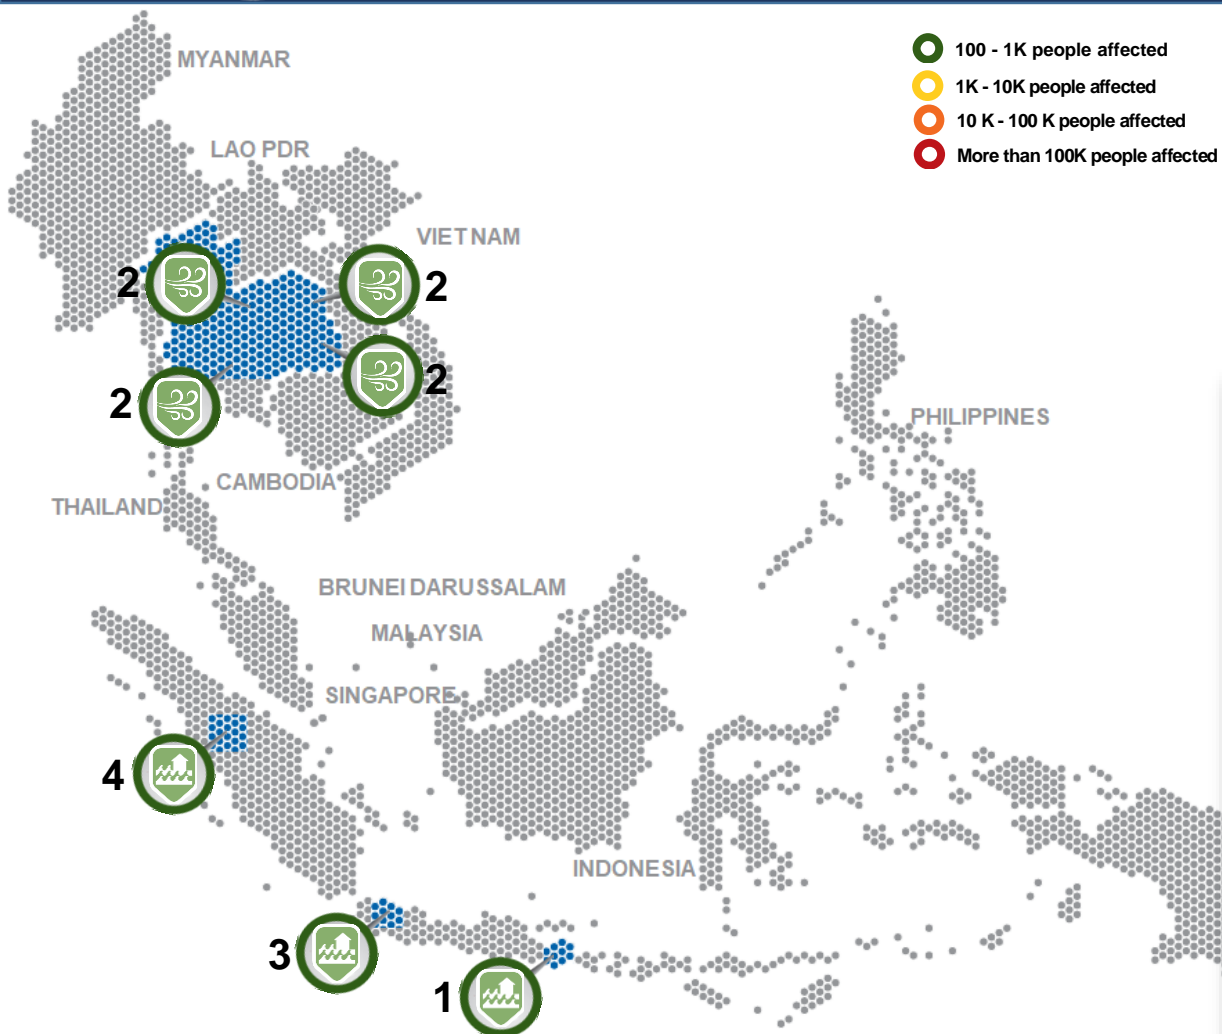 MYANMAR
100 - 1K people affected
1K - 10K people affected
10 K - 100 K people affected
More than 100K people affected
LAO PDR
VIET NAM
2
2
2
2
PHILIPPINES
CAMBODIA
THAILAND
BRUNEI DARUSSALAM
MALAYSIA
SINGAPORE
4
INDONESIA
3
1